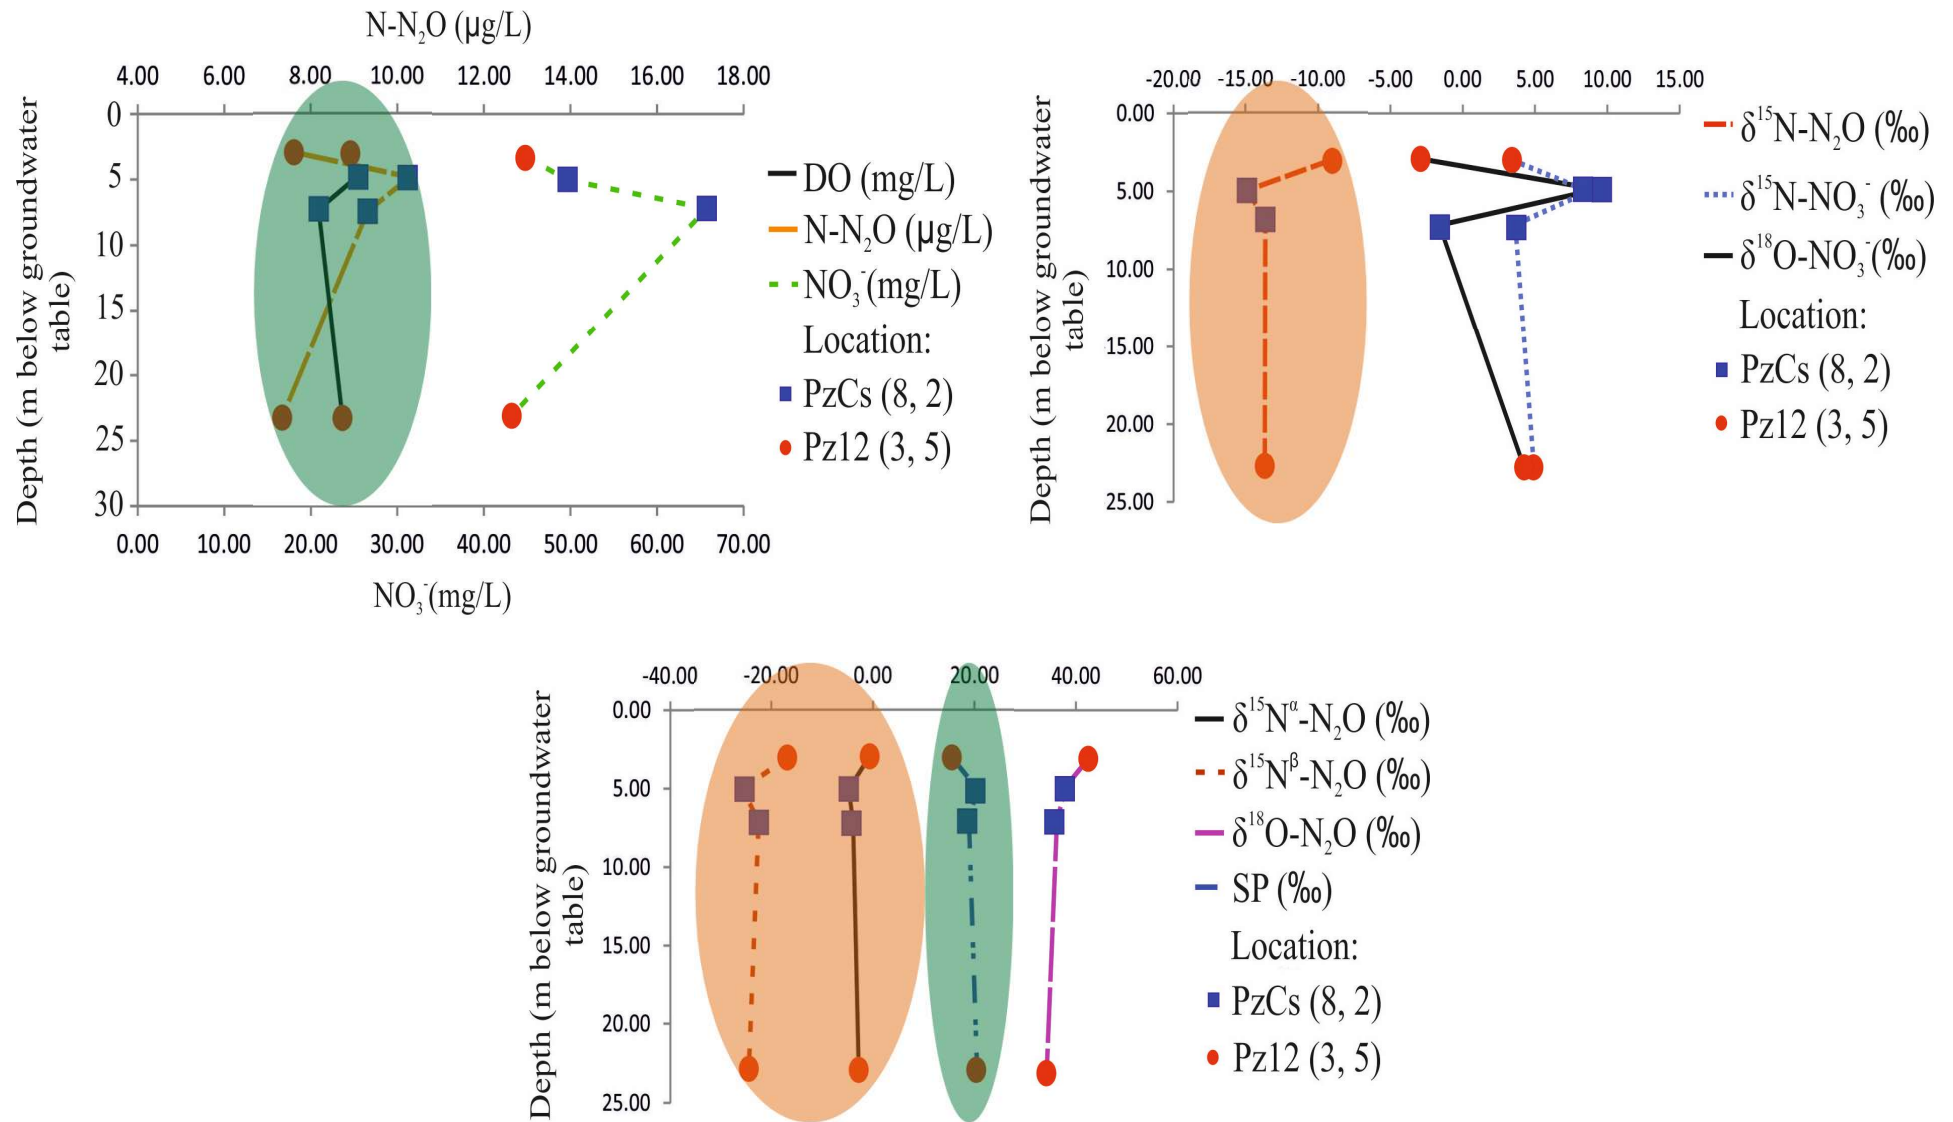 N-N₂O (µg/L)
4.00 6.00 8.00 10.00 12.00 14.00 16.00 18.00
Depth (m below groundwater
table)
0
5
10
15
20
25
30
0.00 10.00 20.00 30.00 40.00 50.00 60.00 70.00
NO₃⁻(mg/L)
DO (mg/L)
N-N₂O (µg/L)
NO₃⁻(mg/L)
Location:
PzCs (8, 2)
Pz12 (3, 5)
-20.00 -15.00 -10.00 -5.00 0.00 5.00 10.00 15.00
Depth (m below groundwater
table)
0.00
5.00
10.00
15.00
20.00
25.00
δ¹⁵N-N₂O (‰)
δ¹⁵N-NO₃⁻ (‰)
δ¹⁸O-NO₃⁻(‰)
Location:
PzCs (8, 2)
Pz12 (3, 5)
-40.00 -20.00 0.00 20.00 40.00 60.00
Depth (m below groundwater
table)
0.00
5.00
10.00
15.00
20.00
25.00
δ¹⁵Nᵅ-N₂O (‰)
δ¹⁵Nᵝ-N₂O (‰)
δ¹⁸O-N₂O (‰)
SP (‰)
Location:
PzCs (8, 2)
Pz12 (3, 5)